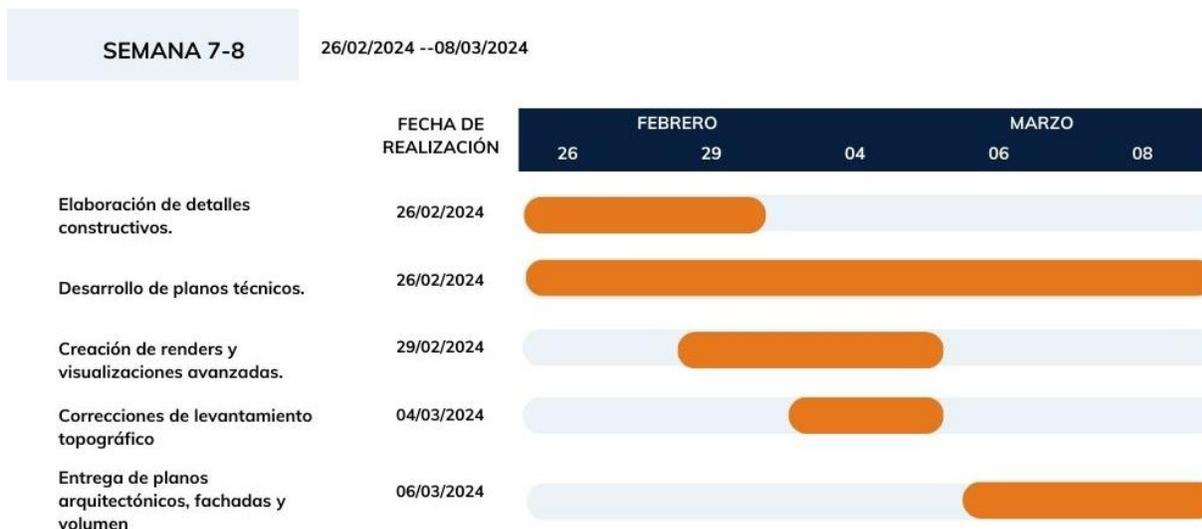 SEMANA 7-8
26/02/2024 --08/03/2024
FECHA DE
REALIZACIÓN
FEBRERO
MARZO
26
29
04
06
08
Elaboración de detalles
constructivos.
26/02/2024
Desarrollo de planos técnicos.
26/02/2024
Creación de renders y
visualizaciones avanzadas.
29/02/2024
Correcciones de levantamiento
topográfico
04/03/2024
Entrega de planos
arquitectónicos, fachadas y
volumen
06/03/2024